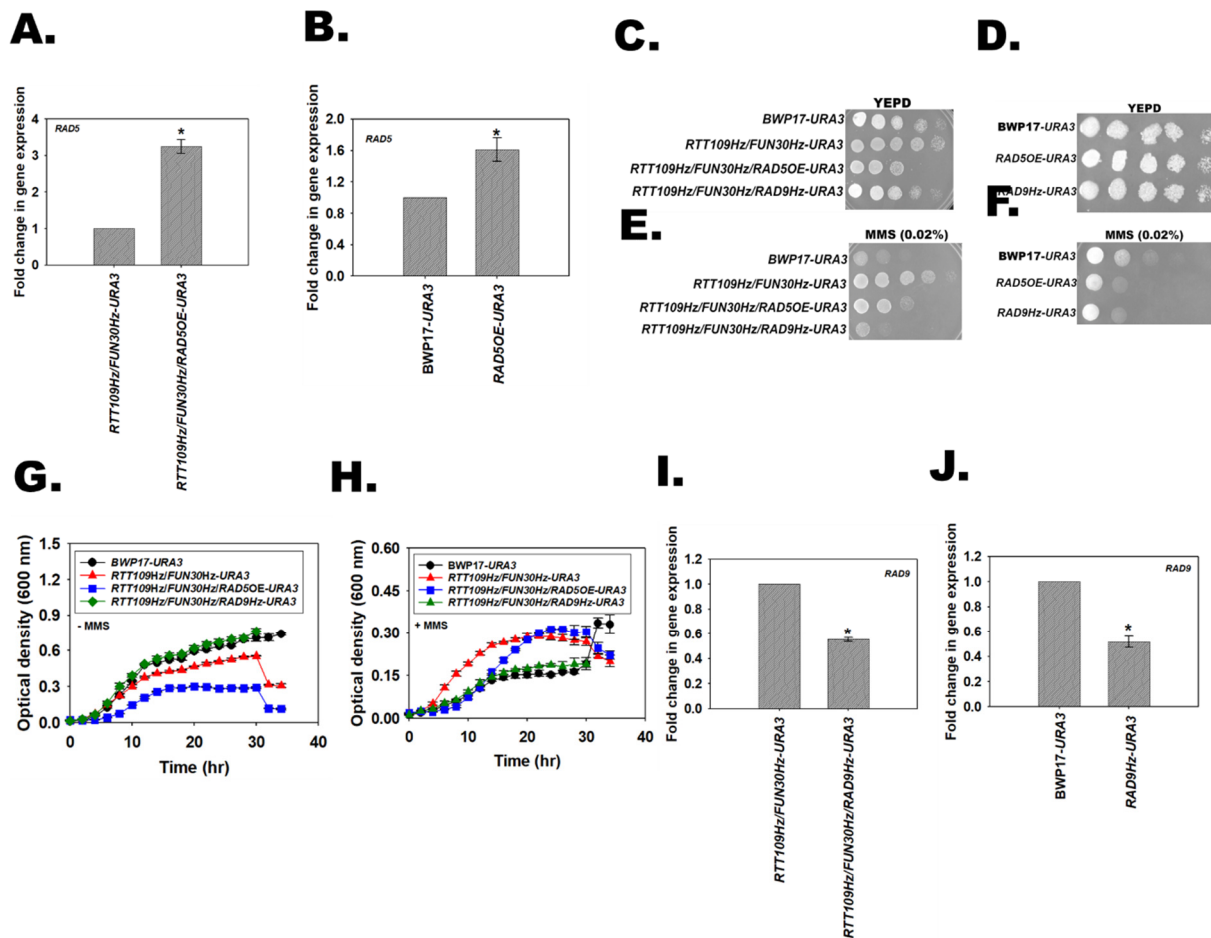 A.
Fold change in gene expression
4
3
2
1
0
RAD5
*
RTT109Hz/FUN30Hz-URA3
RTT109Hz/FUN30Hz/RAD5OE-URA3
B.
Fold change in gene expression
2.0
1.6
1.2
0.8
0.4
0.0
RAD5
*
BWP17-URA3
RAD5OE-URA3
C.
YEPD
BWP17-URA3
RTT109Hz/FUN30Hz-URA3
RTT109Hz/FUN30Hz/RAD5OE-URA3
RTT109Hz/FUN30Hz/RAD9Hz-URA3
D.
YEPD
BWP17-URA3
RAD5OE-URA3
RAD9Hz-URA3
E.
MMS (0.02%)
BWP17-URA3
RTT109Hz/FUN30Hz-URA3
RTT109Hz/FUN30Hz/RAD5OE-URA3
RTT109Hz/FUN30Hz/RAD9Hz-URA3
F.
MMS (0.02%)
BWP17-URA3
RAD5OE-URA3
RAD9Hz-URA3
G.
Optical density (600 nm)
1.5
1.2
0.9
0.6
0.3
0.0
BWP17-URA3
RTT109Hz/FUN30Hz-URA3
RTT109Hz/FUN30Hz/RAD5OE-URA3
RTT109Hz/FUN30Hz/RAD9Hz-URA3
- MMS
0 10 20 30 40
Time (hr)
H.
Optical density (600 nm)
0.60
0.45
0.30
0.15
0.00
BWP17-URA3
RTT109Hz/FUN30Hz-URA3
RTT109Hz/FUN30Hz/RAD5OE-URA3
RTT109Hz/FUN30Hz/RAD9Hz-URA3
+ MMS
0 10 20 30 40
Time (hr)
I.
Fold change in gene expression
1.2
1.0
0.8
0.6
0.4
0.2
0.0
RAD9
*
RTT109Hz/FUN30Hz-URA3
RTT109Hz/FUN30Hz/RAD9Hz-URA3
J.
Fold change in gene expression
1.2
1.0
0.8
0.6
0.4
0.2
0.0
RAD9
*
BWP17-URA3
RAD9Hz-URA3